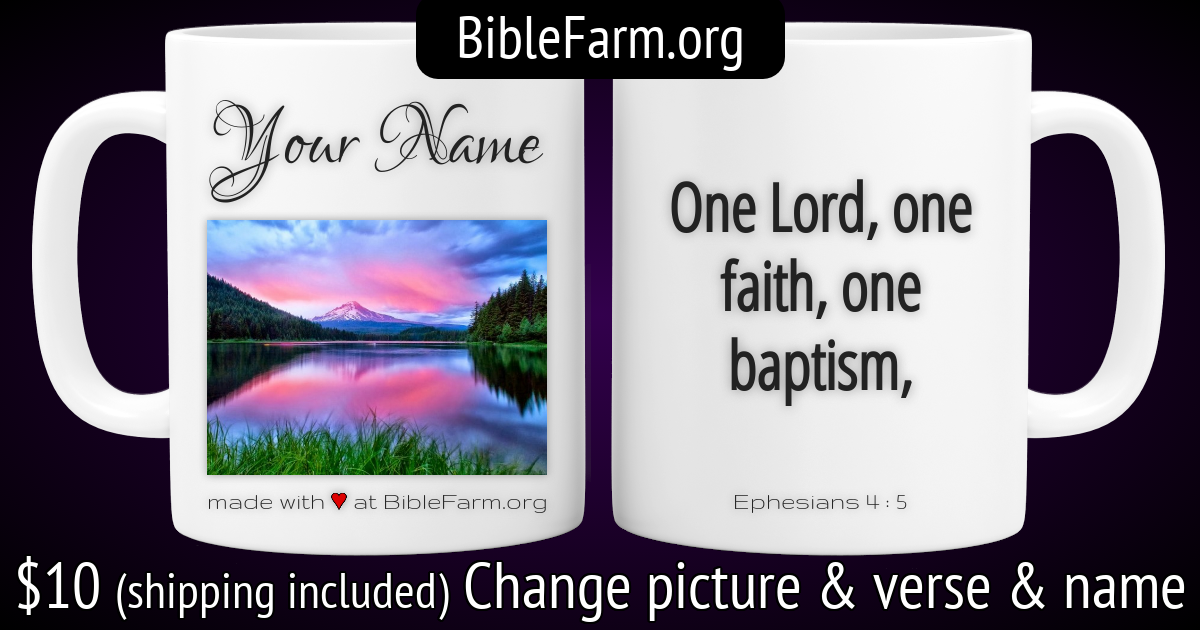 BibleFarm.org
Your Name
made with ♥ at BibleFarm.org
One Lord, one
faith, one
baptism,
Ephesians 4:5
$10 (shipping included) Change picture & verse & name